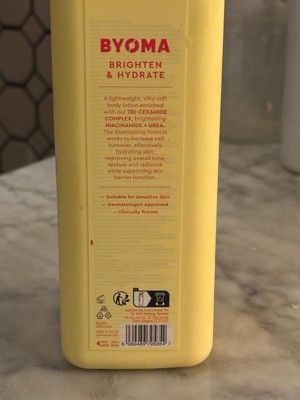 BYOMA
BRIGHTEN
& HYDRATE
A lightweight, silky soft
body lotion enriched
with our TRI-CERAMIDE
COMPLEX, brightening
NIACINAMIDE + UREA.
The illuminating formula
works to increase cell
turnover, effectively
hydrating skin;
improving overall tone,
texture and radiance
while supporting skin
barrier function.
✓ Suitable for Sensitive Skin
✓ Dermatologist Approved
✓ Clinically Proven